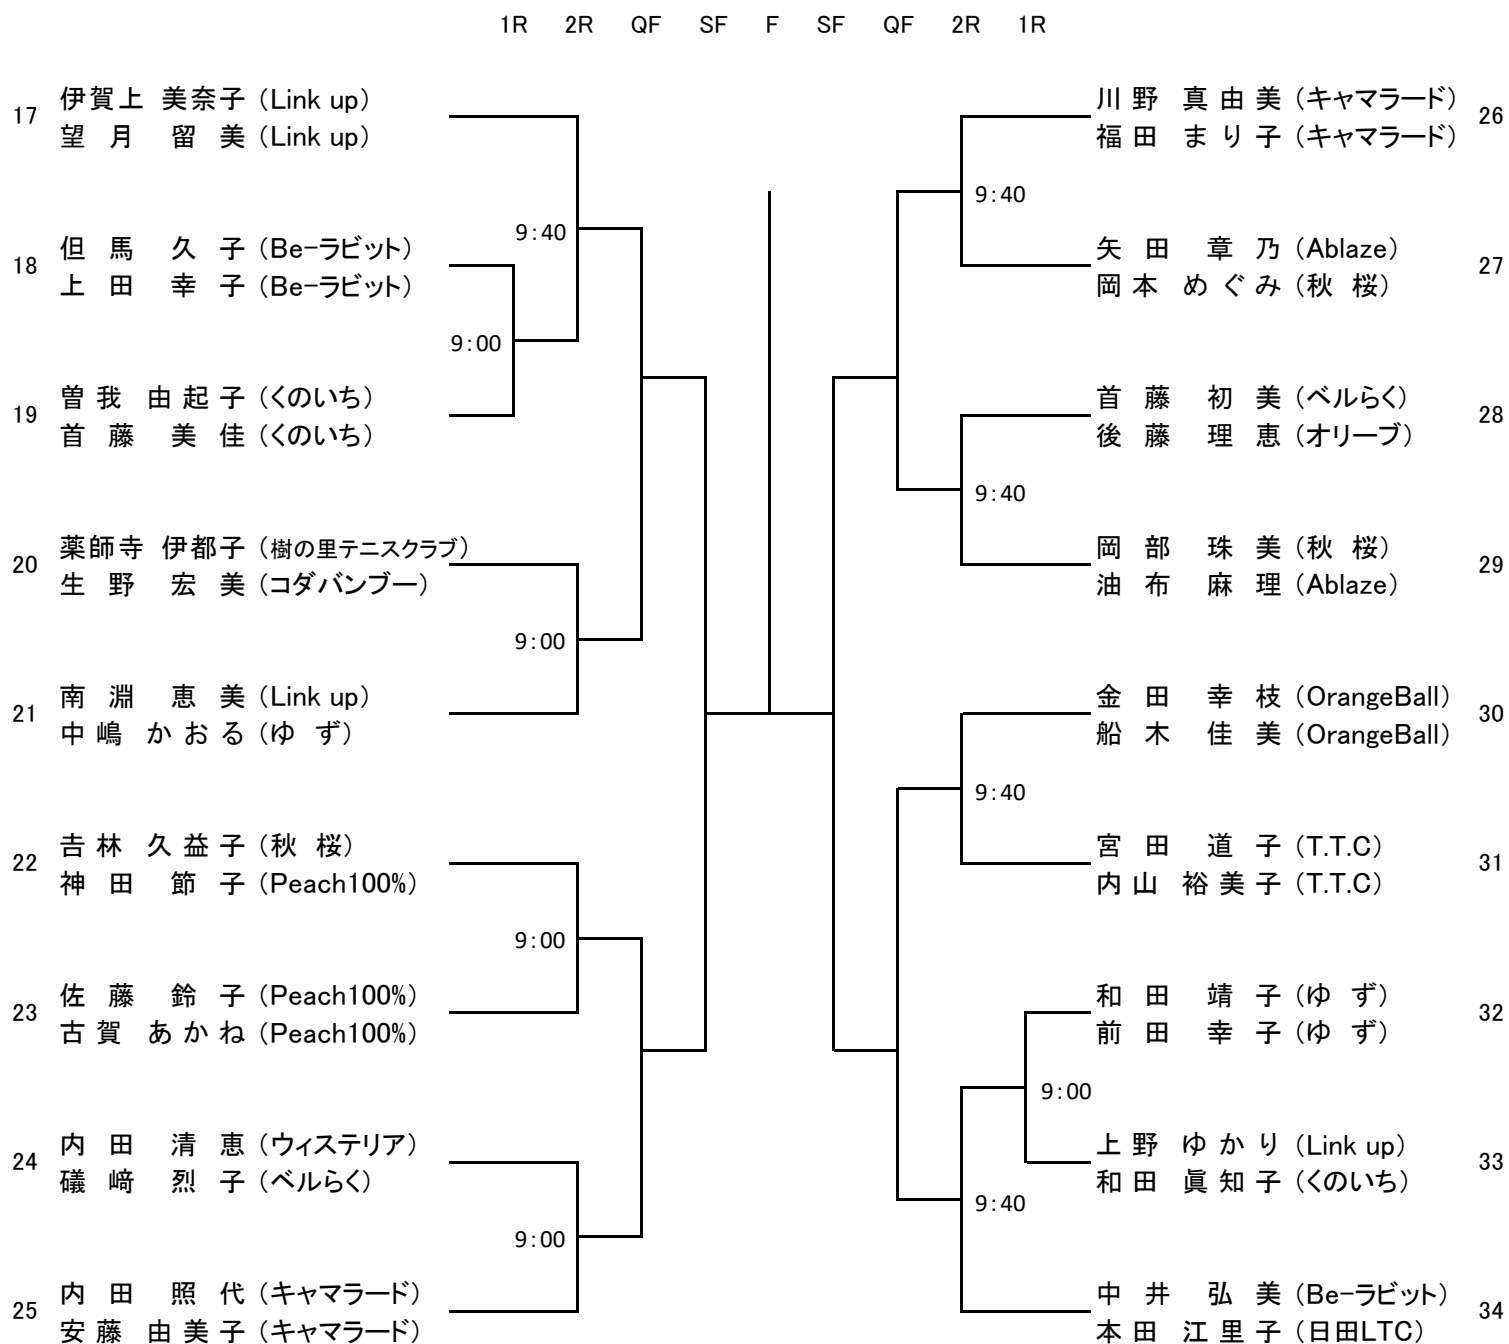 1R 2R QF SF F SF QF 2R 1R
17 伊賀上 美奈子 (Link up)
望月 留美 (Link up)
9:40
18 但馬 久子 (Be-ラビット)
上田 幸子 (Be-ラビット)
9:00
19 曽我 由起子 (くのいち)
首藤 美佳 (くのいち)
20 薬師寺 伊都子 (樹の里テニスクラブ)
生野 宏美 (コダバンブー)
9:00
21 南淵 恵美 (Link up)
中嶋 かおる (ゆず)
22 吉林 久益子 (秋桜)
神田 節子 (Peach100%)
9:00
23 佐藤 鈴子 (Peach100%)
古賀 あかね (Peach100%)
24 内田 清恵 (ウィステリア)
礒﨑 烈子 (ベルらく)
9:00
25 内田 照代 (キャマラード)
安藤 由美子 (キャマラード)
川野 真由美 (キャマラード) 26
福田 まり子 (キャマラード)
9:40
矢田 章乃 (Ablaze) 27
岡本 めぐみ (秋桜)
首藤 初美 (ベルらく) 28
後藤 理恵 (オリーブ)
9:40
岡部 珠美 (秋桜) 29
油布 麻理 (Ablaze)
金田 幸枝 (OrangeBall) 30
船木 佳美 (OrangeBall)
9:40
宮田 道子 (T.T.C) 31
内山 裕美子 (T.T.C)
和田 靖子 (ゆず) 32
前田 幸子 (ゆず)
9:00
上野 ゆかり (Link up) 33
和田 眞知子 (くのいち)
9:40
中井 弘美 (Be-ラビット) 34
本田 江里子 (日田LTC)